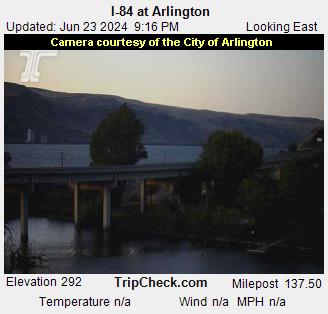 I-84 at Arlington
Updated: Jun 23 2024 9:16 PM Looking East
Camera courtesy of the City of Arlington
Elevation 292 TripCheck.com Milepost 137.50
Temperature n/a Wind n/a MPH n/a